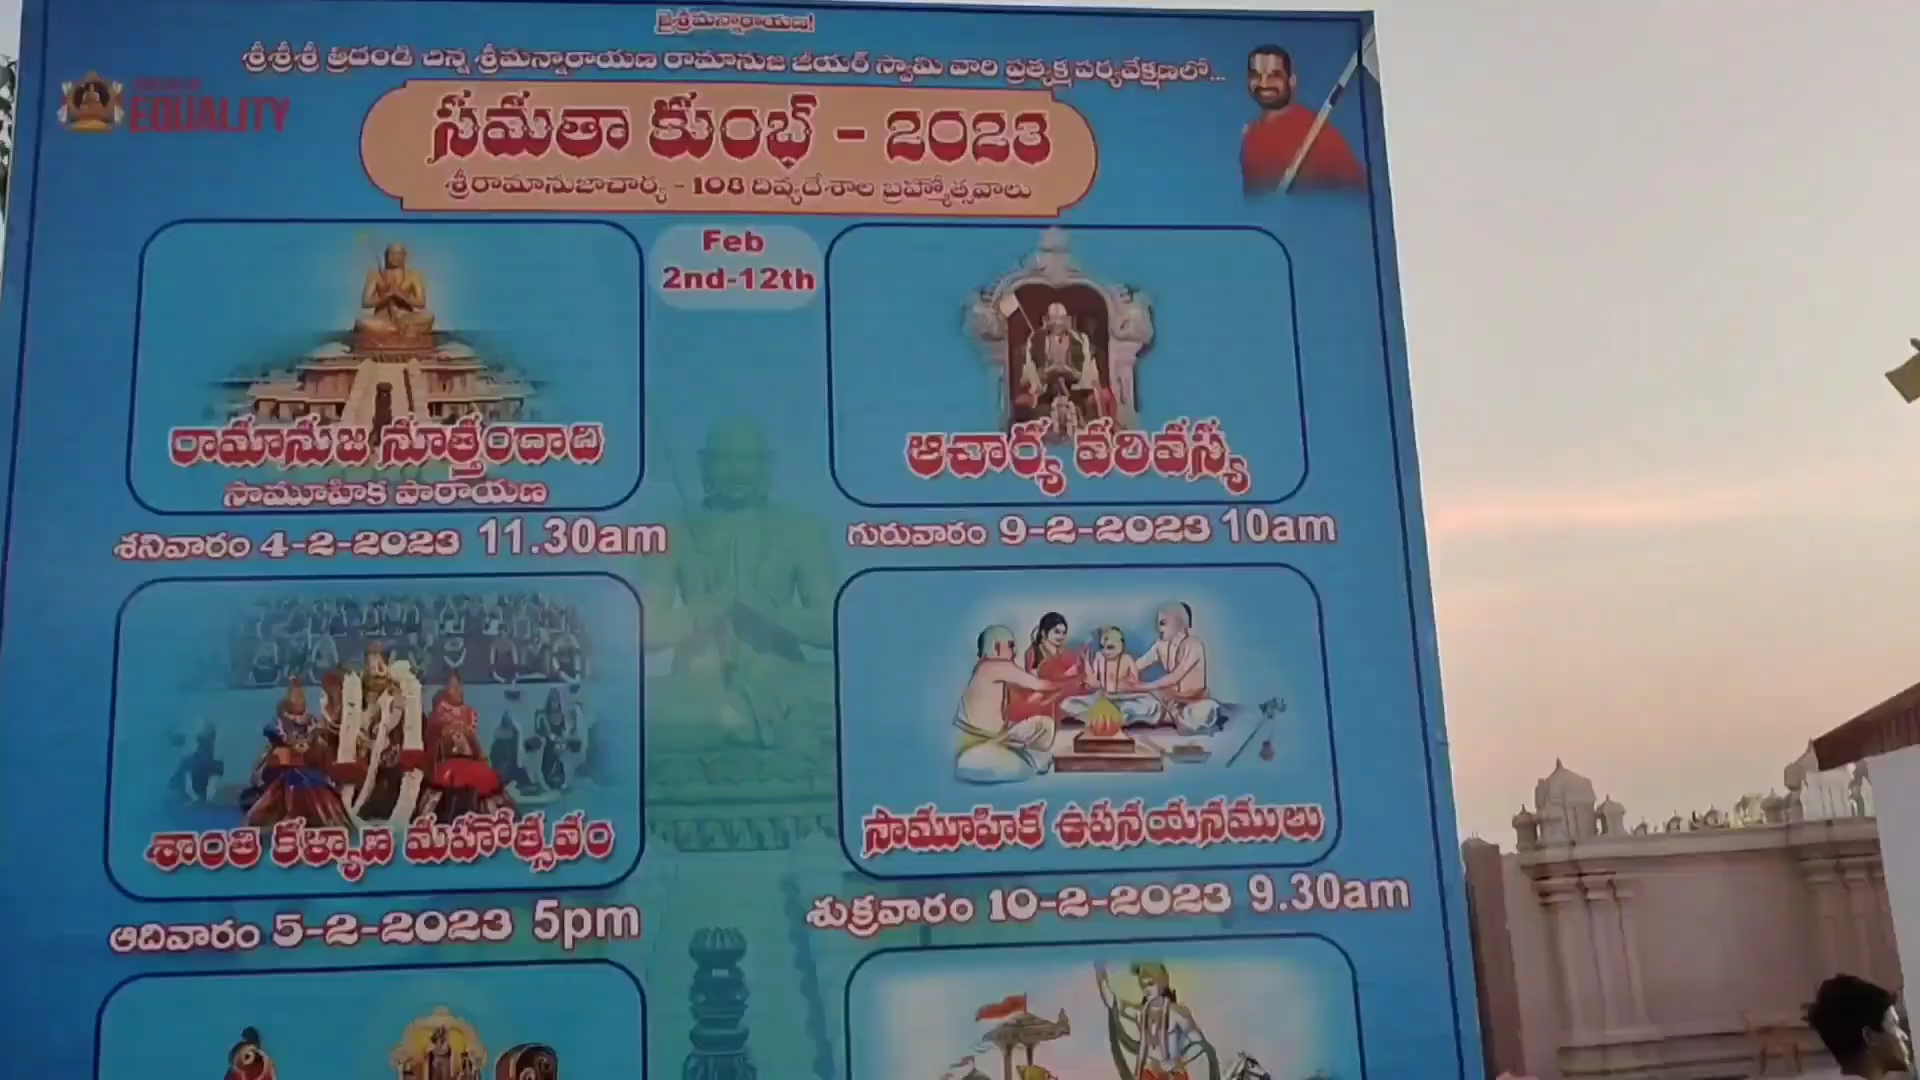 జైశ్రీమన్నారాయణ!
శ్రీశ్రీశ్రీ త్రిదండి చిన్న శ్రీమన్నారాయణ రామానుజ జీయర్ స్వామి వారి ప్రత్యక్ష పర్యవేక్షణలో...
EQUALITY
సమతా కుంభ్ - 2023
శ్రీరామానుజాచార్య - 108 దివ్యదేశాల బ్రహ్మోత్సవాలు
Feb
2nd-12th
రామానుజ నూత్తందాది
సామూహిక పారాయణ
శనివారం 4-2-2023 11.30am
ఆచార్య వరివస్య
గురువారం 9-2-2023 10am
శాంతి కళ్యాణ మహోత్సవం
ఆదివారం 5-2-2023 5pm
సామూహిక ఉపనయనములు
శుక్రవారం 10-2-2023 9.30am